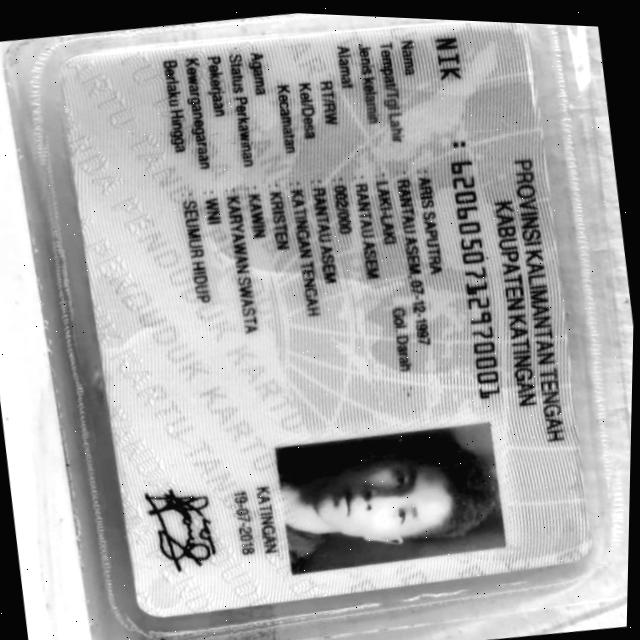 PROVINSI KALIMANTAN TENGAH
KABUPATEN KATINGAN
NIK : 6206050712970001
Nama : ARIS SAPUTRA
Tempat/Tgl Lahir : RANTAU ASEM, 07-12-1997
Jenis kelamin : LAKI-LAKI Gol. Darah : -
Alamat : RANTAU ASEM
RT/RW : 002/000
Kel/Desa : RANTAU ASEM
Kecamatan : KATINGAN TENGAH
Agama : KRISTEN
Status Perkawinan : KAWIN
Pekerjaan : KARYAWAN SWASTA
Kewarganegaraan : WNI
Berlaku Hingga : SEUMUR HIDUP
KATINGAN
19-07-2018